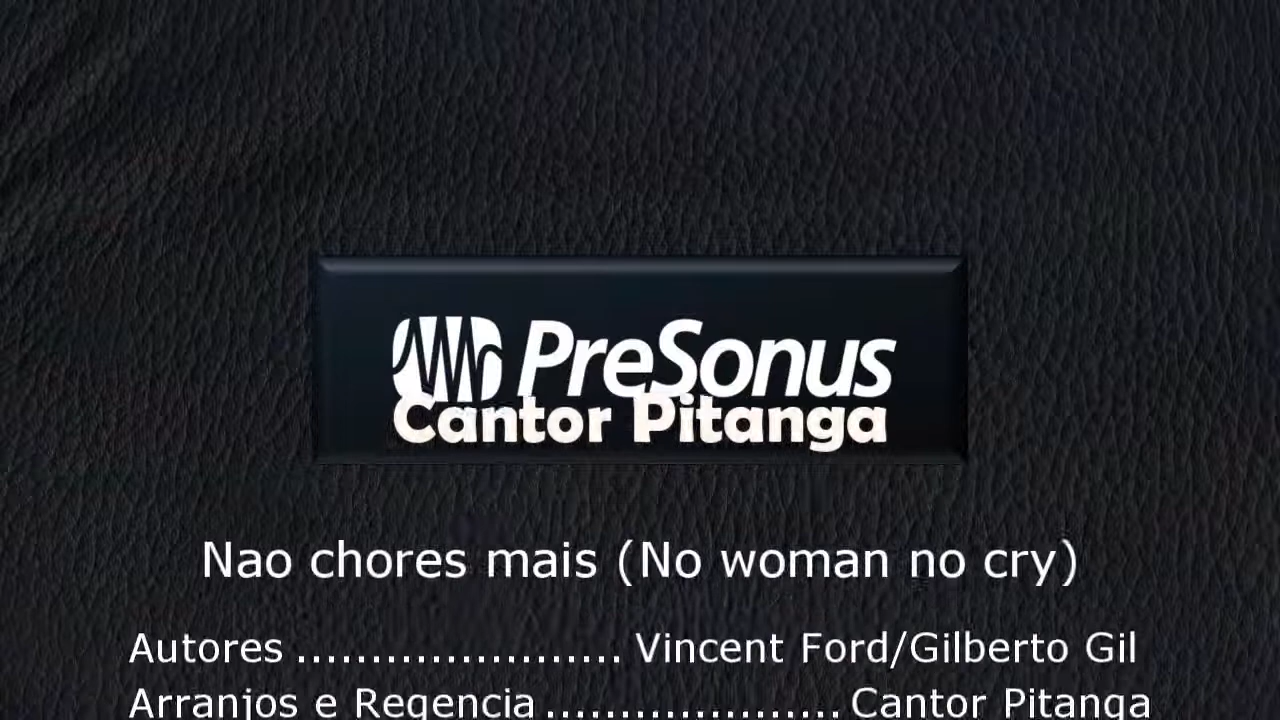 PreSonus
Cantor Pitanga
Nao chores mais (No woman no cry)
Autores ...................... Vincent Ford/Gilberto Gil
Arranjos e Regencia .................... Cantor Pitanga